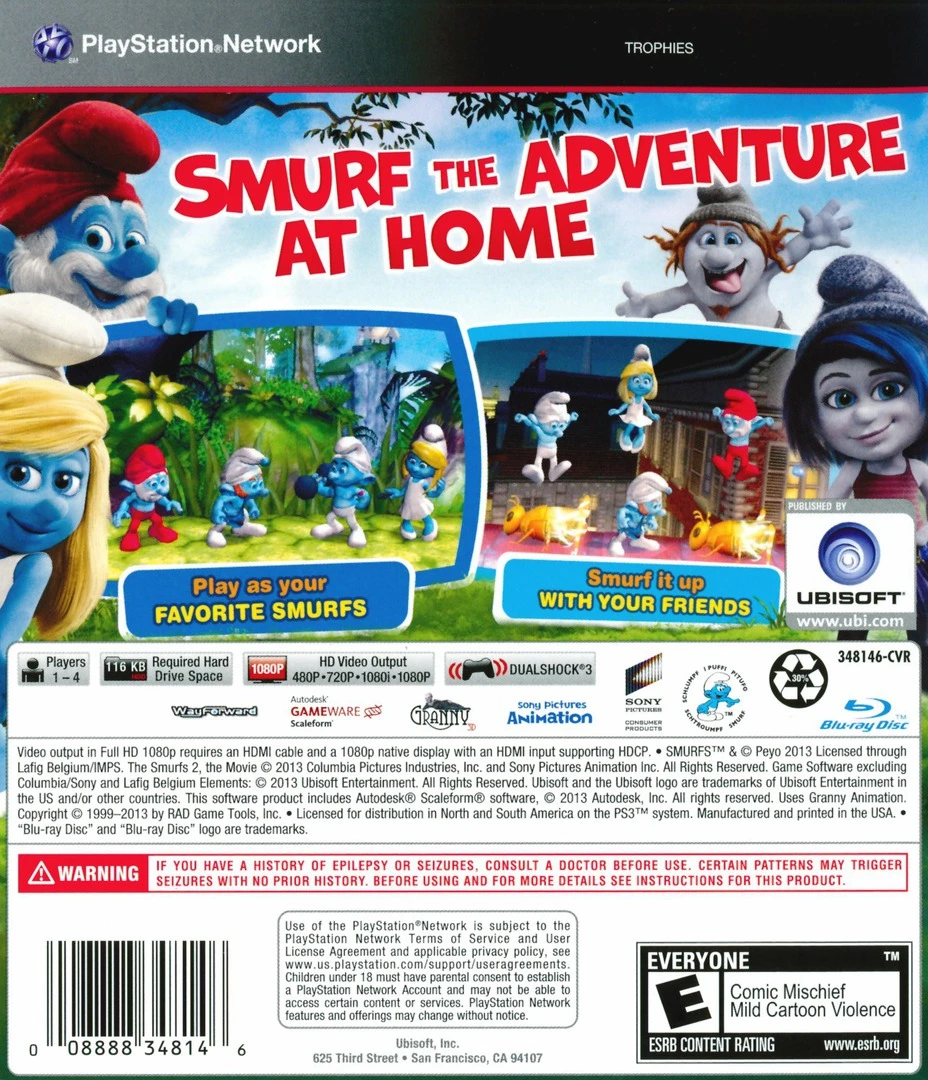 PlayStation®Network
SM
TROPHIES
SMURF THE ADVENTURE
AT HOME
Play as your
FAVORITE SMURFS
Smurf it up
WITH YOUR FRIENDS
PUBLISHED BY
UBISOFT®
www.ubi.com
Players
1 – 4
116 KB
Required Hard
Drive Space
1080P
HD Video Output
480P•720P•1080i•1080P
DUALSHOCK®3
SONY
PICTURES
CONSUMER
PRODUCTS
SCHLUMPF I PUFFI PITUFO
SCHTROUMPF SMURF
TM
30%
348146-CVR
Blu-ray Disc™
WayForward
Autodesk®
GAMEWARE
Scaleform®
GRANNY 3D
Sony Pictures
Animation
Video output in Full HD 1080p requires an HDMI cable and a 1080p native display with an HDMI input supporting HDCP. • SMURFS™ & © Peyo 2013 Licensed through
Lafig Belgium/IMPS. The Smurfs 2, the Movie © 2013 Columbia Pictures Industries, Inc. and Sony Pictures Animation Inc. All Rights Reserved. Game Software excluding
Columbia/Sony and Lafig Belgium Elements: © 2013 Ubisoft Entertainment. All Rights Reserved. Ubisoft and the Ubisoft logo are trademarks of Ubisoft Entertainment in
the US and/or other countries. This software product includes Autodesk® Scaleform® software, © 2013 Autodesk, Inc. All rights reserved. Uses Granny Animation.
Copyright © 1999–2013 by RAD Game Tools, Inc. • Licensed for distribution in North and South America on the PS3™ system. Manufactured and printed in the USA. •
“Blu-ray Disc” and “Blu-ray Disc” logo are trademarks.
WARNING
IF YOU HAVE A HISTORY OF EPILEPSY OR SEIZURES, CONSULT A DOCTOR BEFORE USE. CERTAIN PATTERNS MAY TRIGGER
SEIZURES WITH NO PRIOR HISTORY. BEFORE USING AND FOR MORE DETAILS SEE INSTRUCTIONS FOR THIS PRODUCT.
Use of the PlayStation®Network is subject to the
PlayStation Network Terms of Service and User
License Agreement and applicable privacy policy, see
www.us.playstation.com/support/useragreements.
Children under 18 must have parental consent to establish
a PlayStation Network Account and may not be able to
access certain content or services. PlayStation Network
features and offerings may change without notice.
Ubisoft, Inc.
625 Third Street • San Francisco, CA 94107
0 08888 34814 6
EVERYONE TM
E
Comic Mischief
Mild Cartoon Violence
ESRB CONTENT RATING www.esrb.org